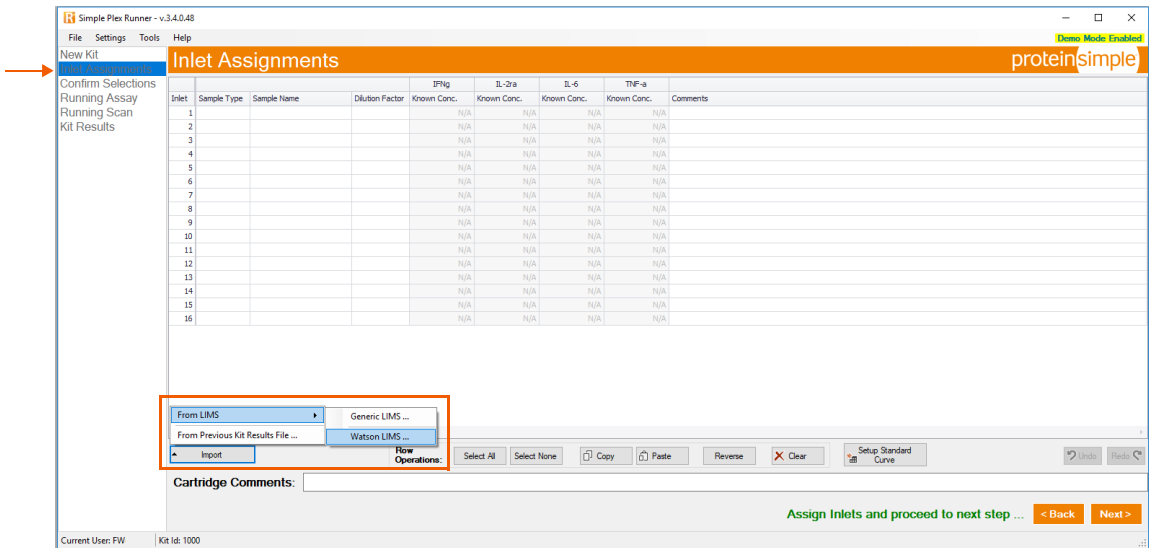 Simple Plex Runner - v.3.4.0.48
File Settings Tools Help
Demo Mode Enabled
New Kit
Inlet Assignments
Confirm Selections
Running Assay
Running Scan
Kit Results
Inlet Assignments
proteinsimple
IFNg IL-2ra IL-6 TNF-a
Inlet Sample Type Sample Name Dilution Factor Known Conc. Known Conc. Known Conc. Known Conc. Comments
1 N/A N/A N/A N/A
2 N/A N/A N/A N/A
3 N/A N/A N/A N/A
4 N/A N/A N/A N/A
5 N/A N/A N/A N/A
6 N/A N/A N/A N/A
7 N/A N/A N/A N/A
8 N/A N/A N/A N/A
9 N/A N/A N/A N/A
10 N/A N/A N/A N/A
11 N/A N/A N/A N/A
12 N/A N/A N/A N/A
13 N/A N/A N/A N/A
14 N/A N/A N/A N/A
15 N/A N/A N/A N/A
16 N/A N/A N/A N/A
From LIMS
Generic LIMS ...
From Previous Kit Results File ...
Watson LIMS ...
Import
Row
Operations:
Select All Select None Copy Paste Reverse Clear
Setup Standard
Curve
Undo Redo
Cartridge Comments:
Assign Inlets and proceed to next step ...
< Back Next >
Current User: FW Kit Id: 1000